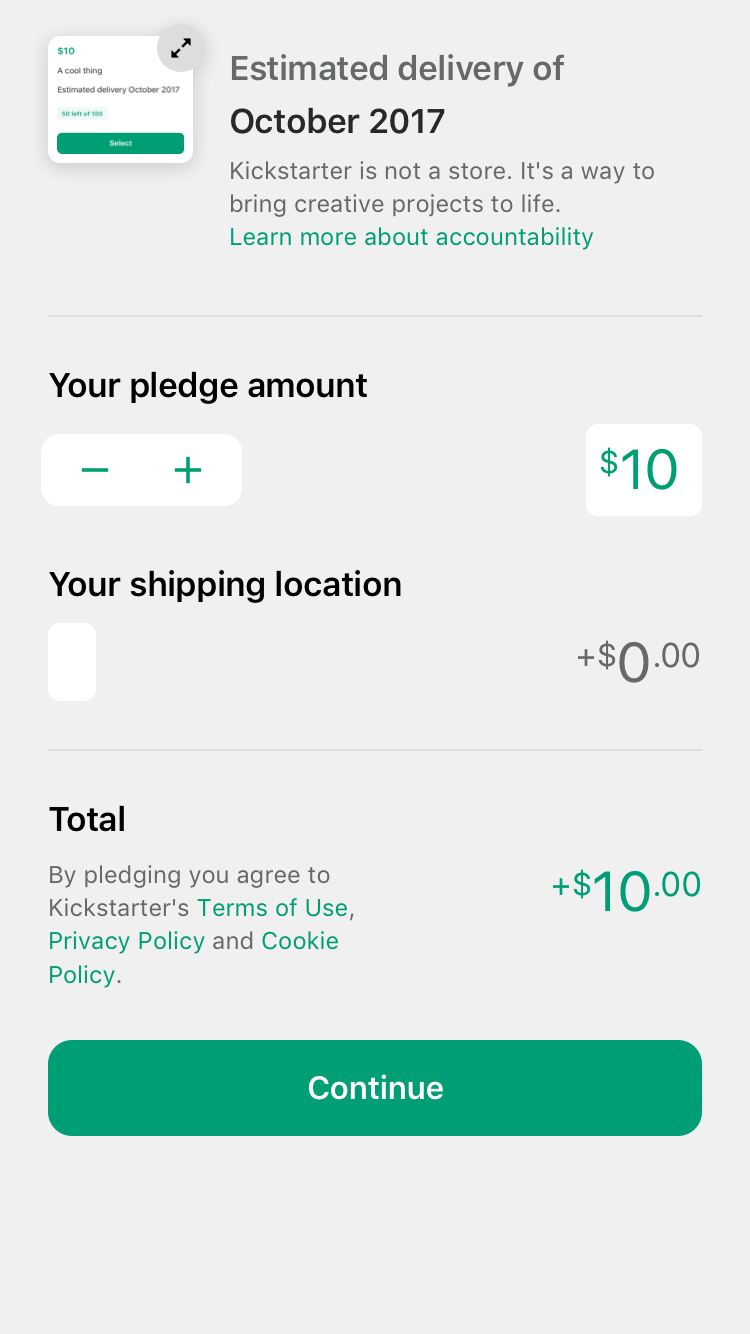 $10
A cool thing
Estimated delivery October 2017
50 left of 100
Select
Estimated delivery of
October 2017
Kickstarter is not a store. It's a way to
bring creative projects to life.
Learn more about accountability
Your pledge amount
$10
Your shipping location
+$0.00
Total
By pledging you agree to
Kickstarter's Terms of Use,
Privacy Policy and Cookie
Policy.
+$10.00
Continue